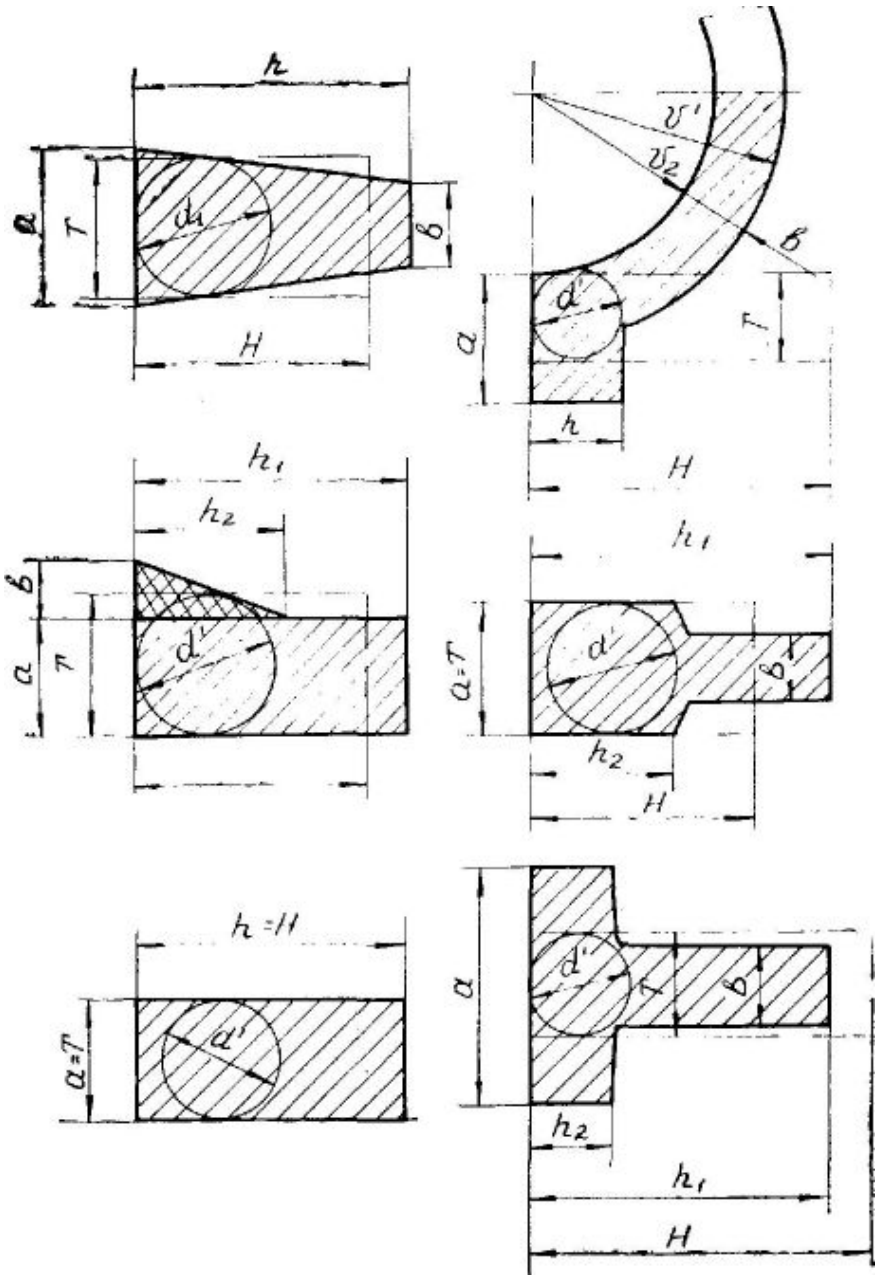 h
a
T
d₁
в
H
v'
v₂
в
d'
a
T
h
H
h₁
h₂
в
a
T
d'
h₁
a=T
d'
в
h₂
H
h=H
a=T
d'
a
d'
T
в
h₂
h₁
H